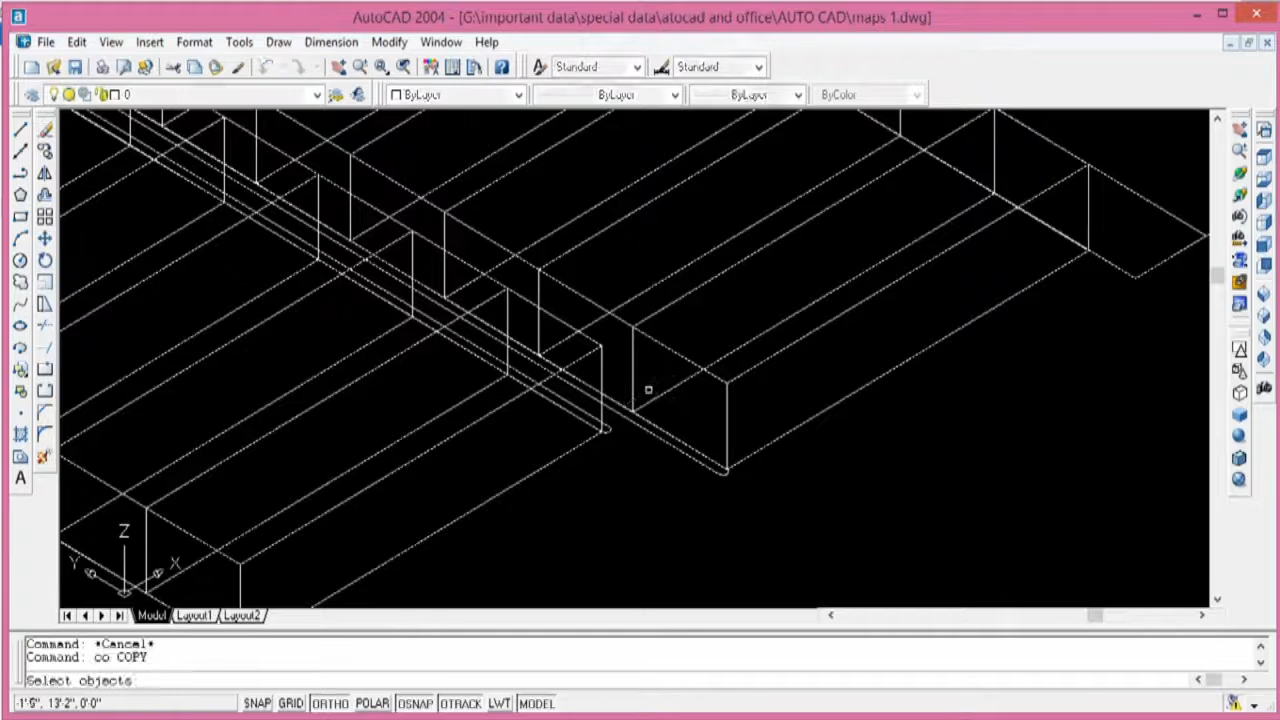 AutoCAD 2004 - [G:\important data\special data\atocad and office\AUTO CAD\maps 1.dwg]
File Edit View Insert Format Tools Draw Dimension Modify Window Help
Standard Standard
0 ByLayer ByLayer ByLayer ByColor
A
Z
Y X
Model Layout1 Layout2
Command: *Cancel*
Command: co COPY
Select objects:
-1'-5", 13'-2", 0'-0" SNAP GRID ORTHO POLAR OSNAP OTRACK LWT MODEL